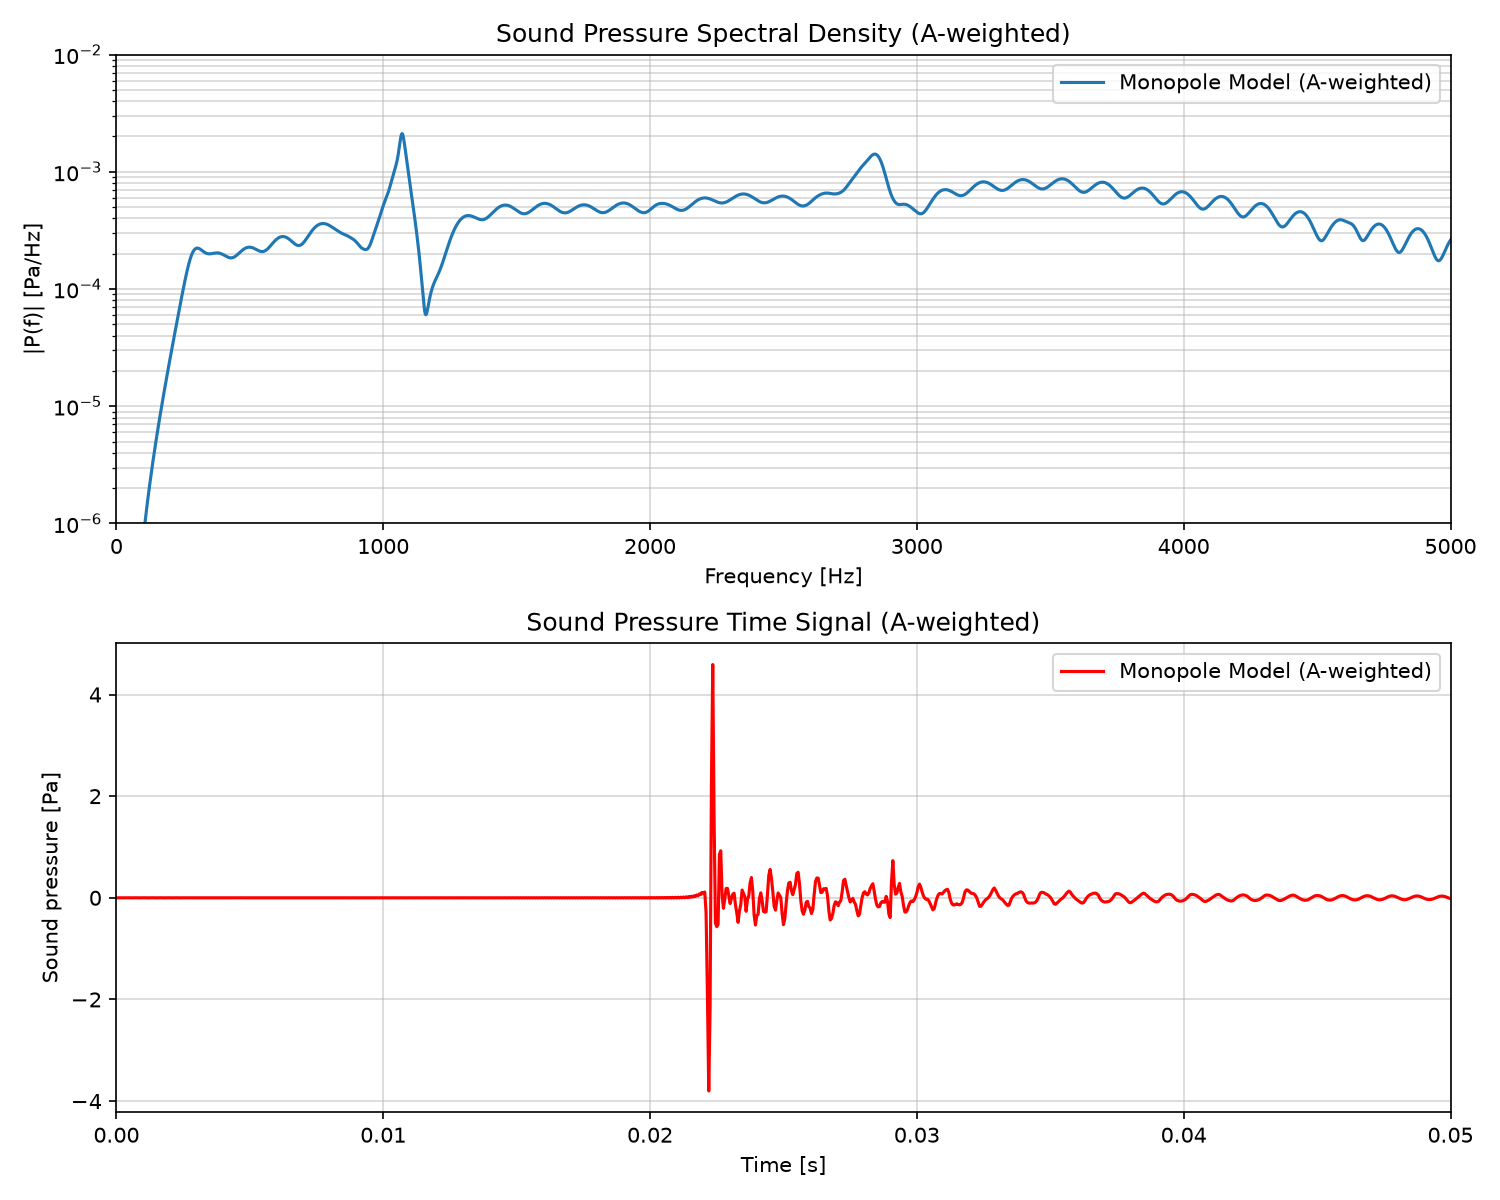 Sound Pressure Spectral Density (A-weighted)
Monopole Model (A-weighted)
|P(f)| [Pa/Hz]
10⁻²
10⁻³
10⁻⁴
10⁻⁵
10⁻⁶
0 1000 2000 3000 4000 5000
Frequency [Hz]
Sound Pressure Time Signal (A-weighted)
Monopole Model (A-weighted)
Sound pressure [Pa]
4
2
0
−2
−4
0.00 0.01 0.02 0.03 0.04 0.05
Time [s]